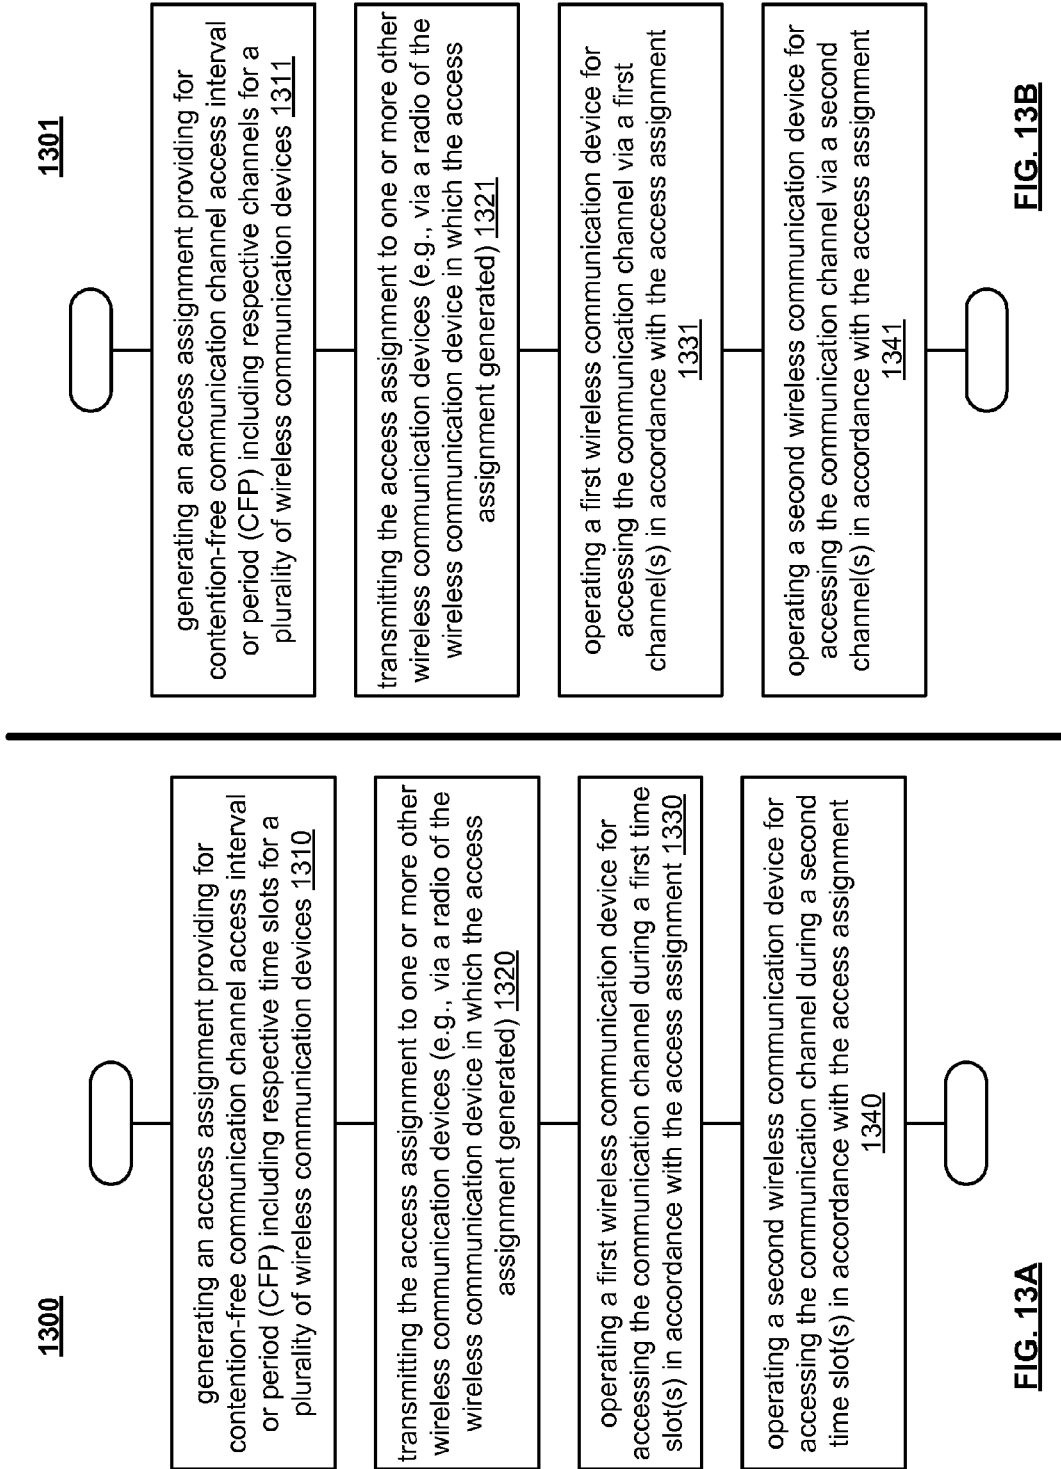 1300
generating an access assignment providing for
contention-free communication channel access interval
or period (CFP) including respective time slots for a
plurality of wireless communication devices 1310
transmitting the access assignment to one or more other
wireless communication devices (e.g., via a radio of the
wireless communication device in which the access
assignment generated) 1320
operating a first wireless communication device for
accessing the communication channel during a first time
slot(s) in accordance with the access assignment 1330
operating a second wireless communication device for
accessing the communication channel during a second
time slot(s) in accordance with the access assignment
1340
FIG. 13A
1301
generating an access assignment providing for
contention-free communication channel access interval
or period (CFP) including respective channels for a
plurality of wireless communication devices 1311
transmitting the access assignment to one or more other
wireless communication devices (e.g., via a radio of the
wireless communication device in which the access
assignment generated) 1321
operating a first wireless communication device for
accessing the communication channel via a first
channel(s) in accordance with the access assignment
1331
operating a second wireless communication device for
accessing the communication channel via a second
channel(s) in accordance with the access assignment
1341
FIG. 13B